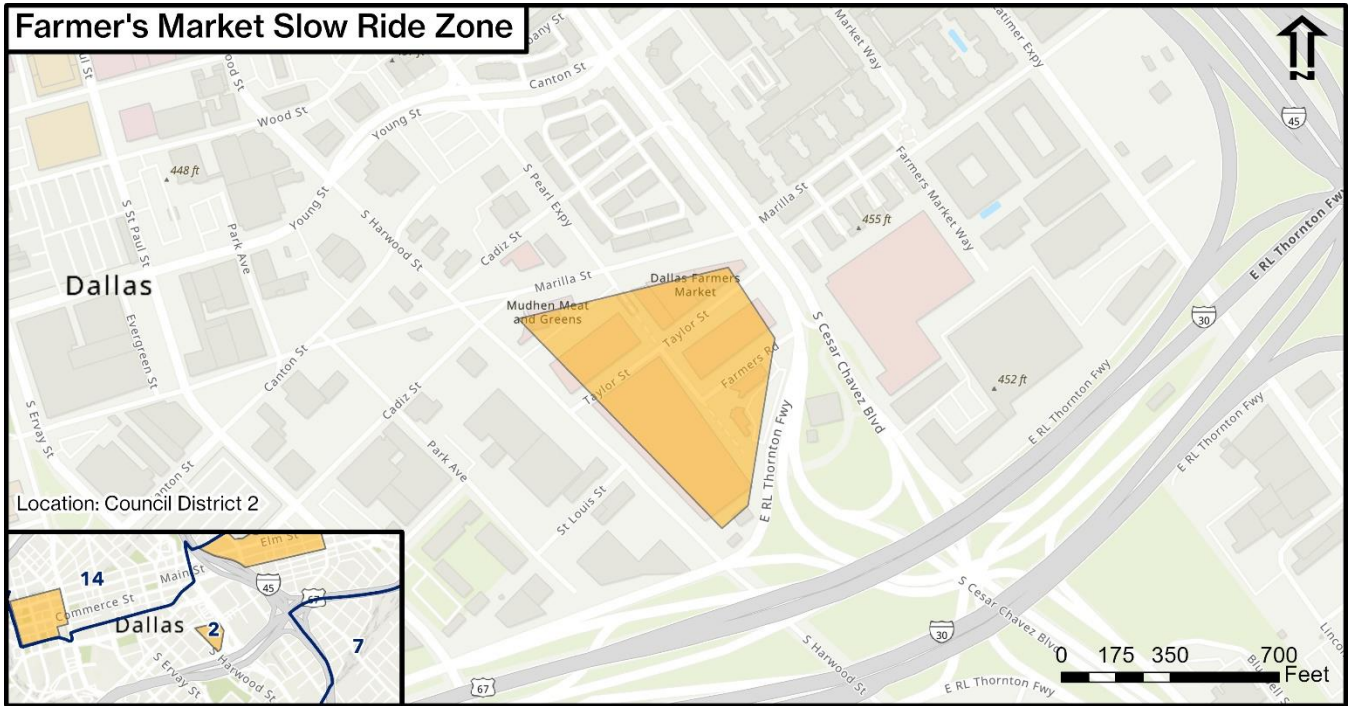 Farmer's Market Slow Ride Zone
N
Canton St
Market Way
45
Wood St
Young St
448 ft
S Pearl Expy
Farmers Market Way
Marilla St
S St Paul St
Park Ave
Young St
S Harwood St
Cadiz St
455 ft
E RL Thornton Fwy
Dallas
Marilla St
Dallas Farmers
Market
Mudhen Meat
and Greens
Taylor St
S Cesar Chavez Blvd
30
Evergreen St
Canton St
Farmers Rd
Taylor St
452 ft
Cadiz St
E RL Thornton Fwy
S Ervay St
Park Ave
E RL Thornton Fwy
E RL Thornton Fwy
Canton St
St Louis St
Location: Council District 2
Elm St
14
Main St
45
67
Commerce St
Dallas
2
7
S Ervay St
S Harwood St
S Cesar Chavez Blvd
30
S Harwood St
67
E RL Thornton Fwy
0 175 350 700
Feet